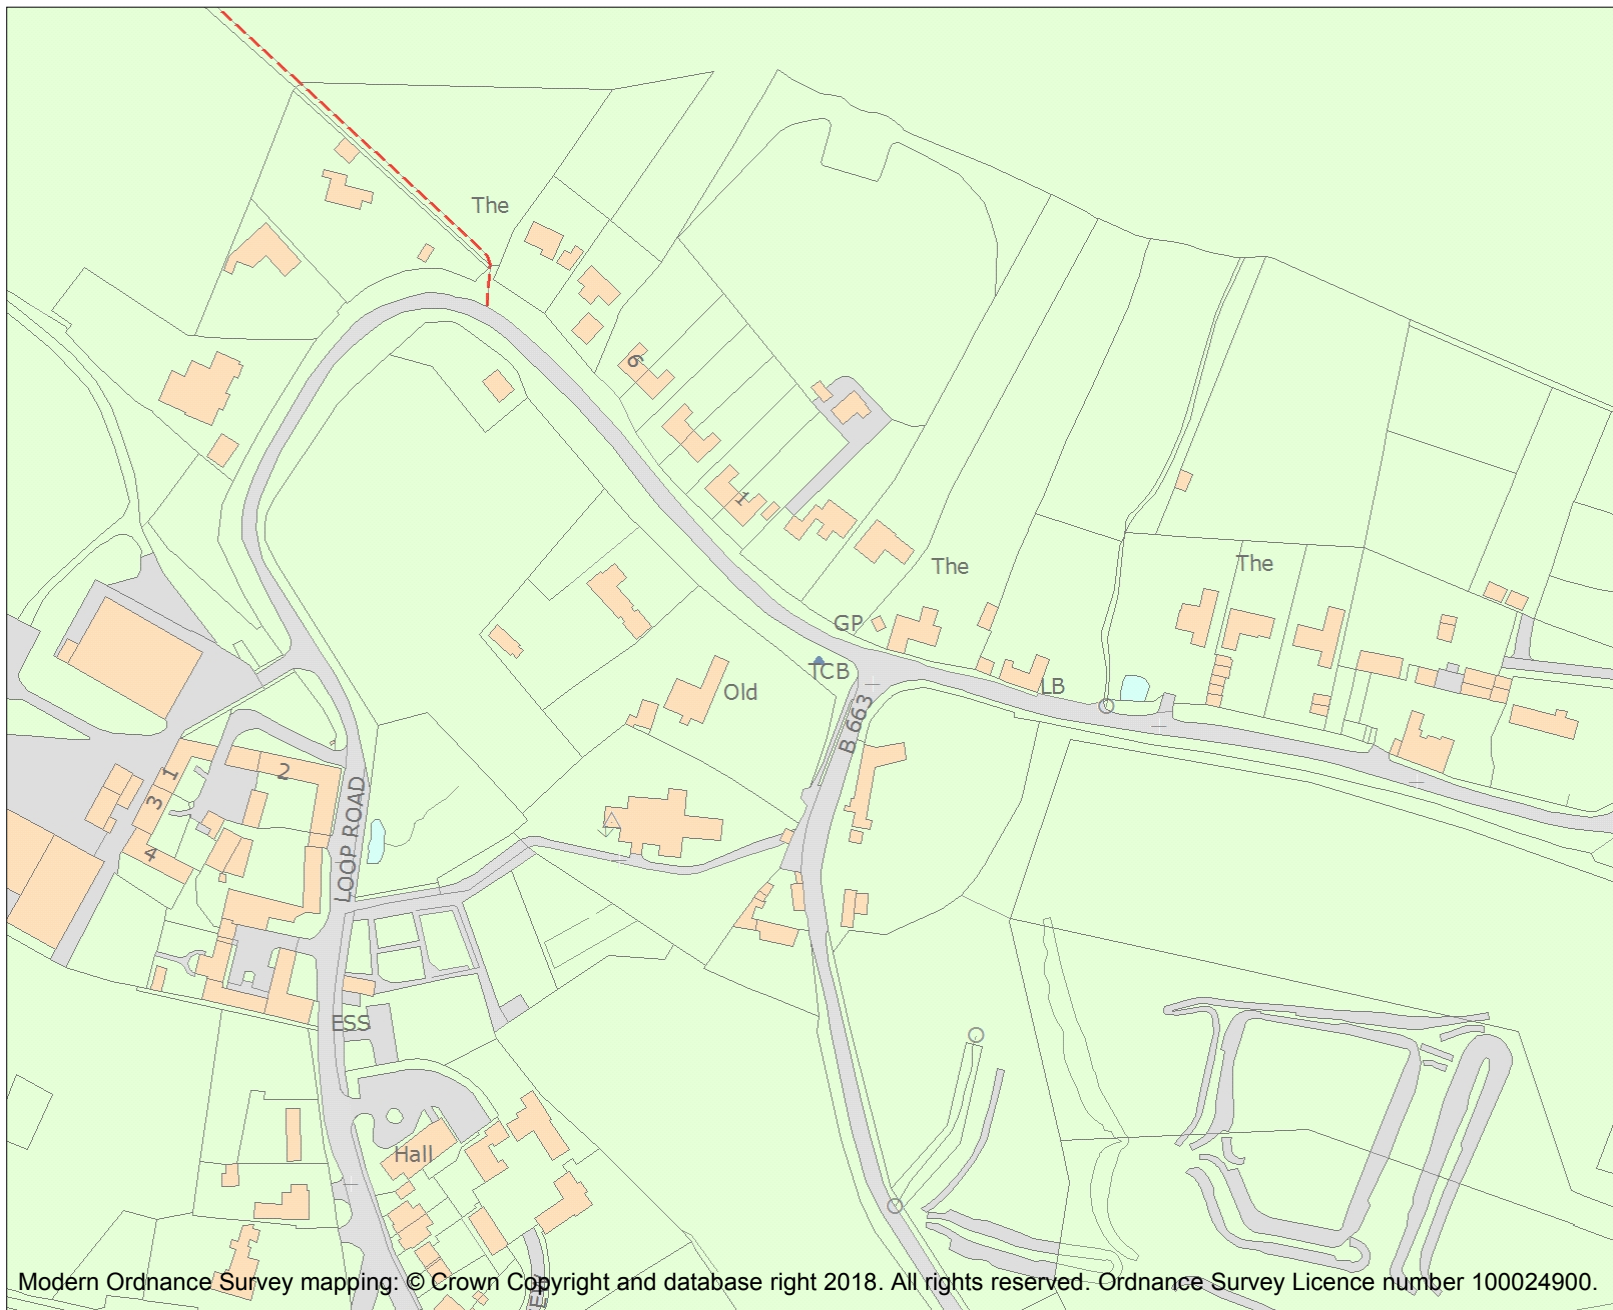 The
6
1
The
The
GP
TCB
LB
Old
B 663
1
2
3
4
LOOP ROAD
ESS
Hall
Modern Ordnance Survey mapping: © Crown Copyright and database right 2018. All rights reserved. Ordnance Survey Licence number 100024900.